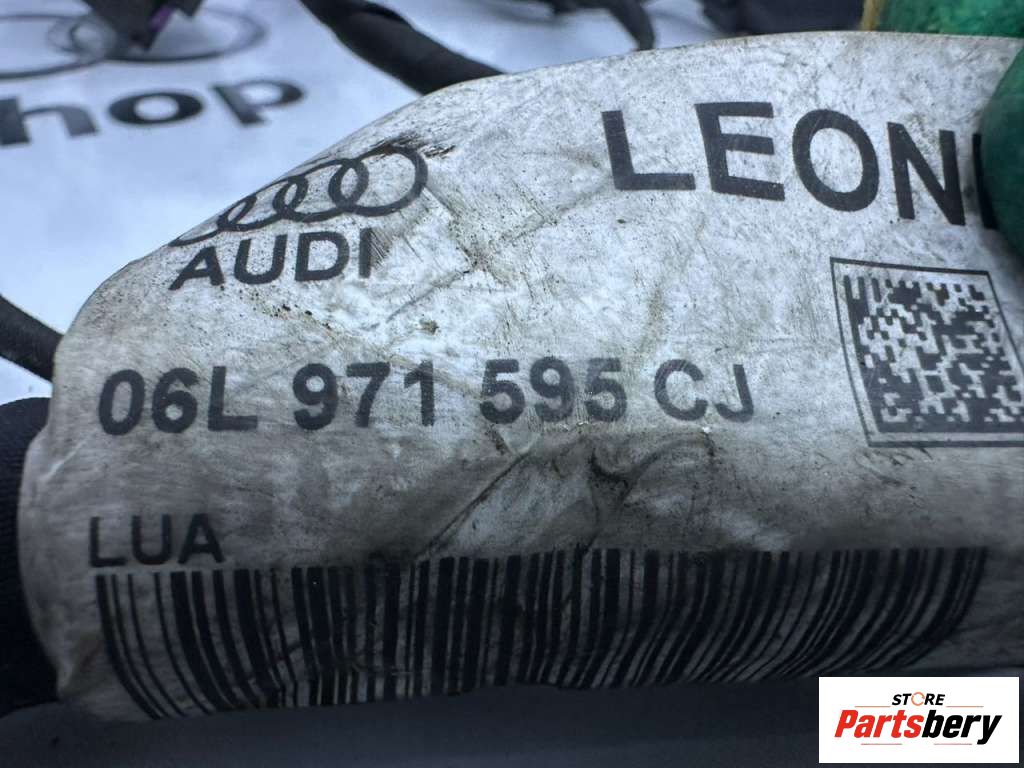 hop
LEON
AUDI
06L 971 595 CJ
LUA
STORE
Partsbery